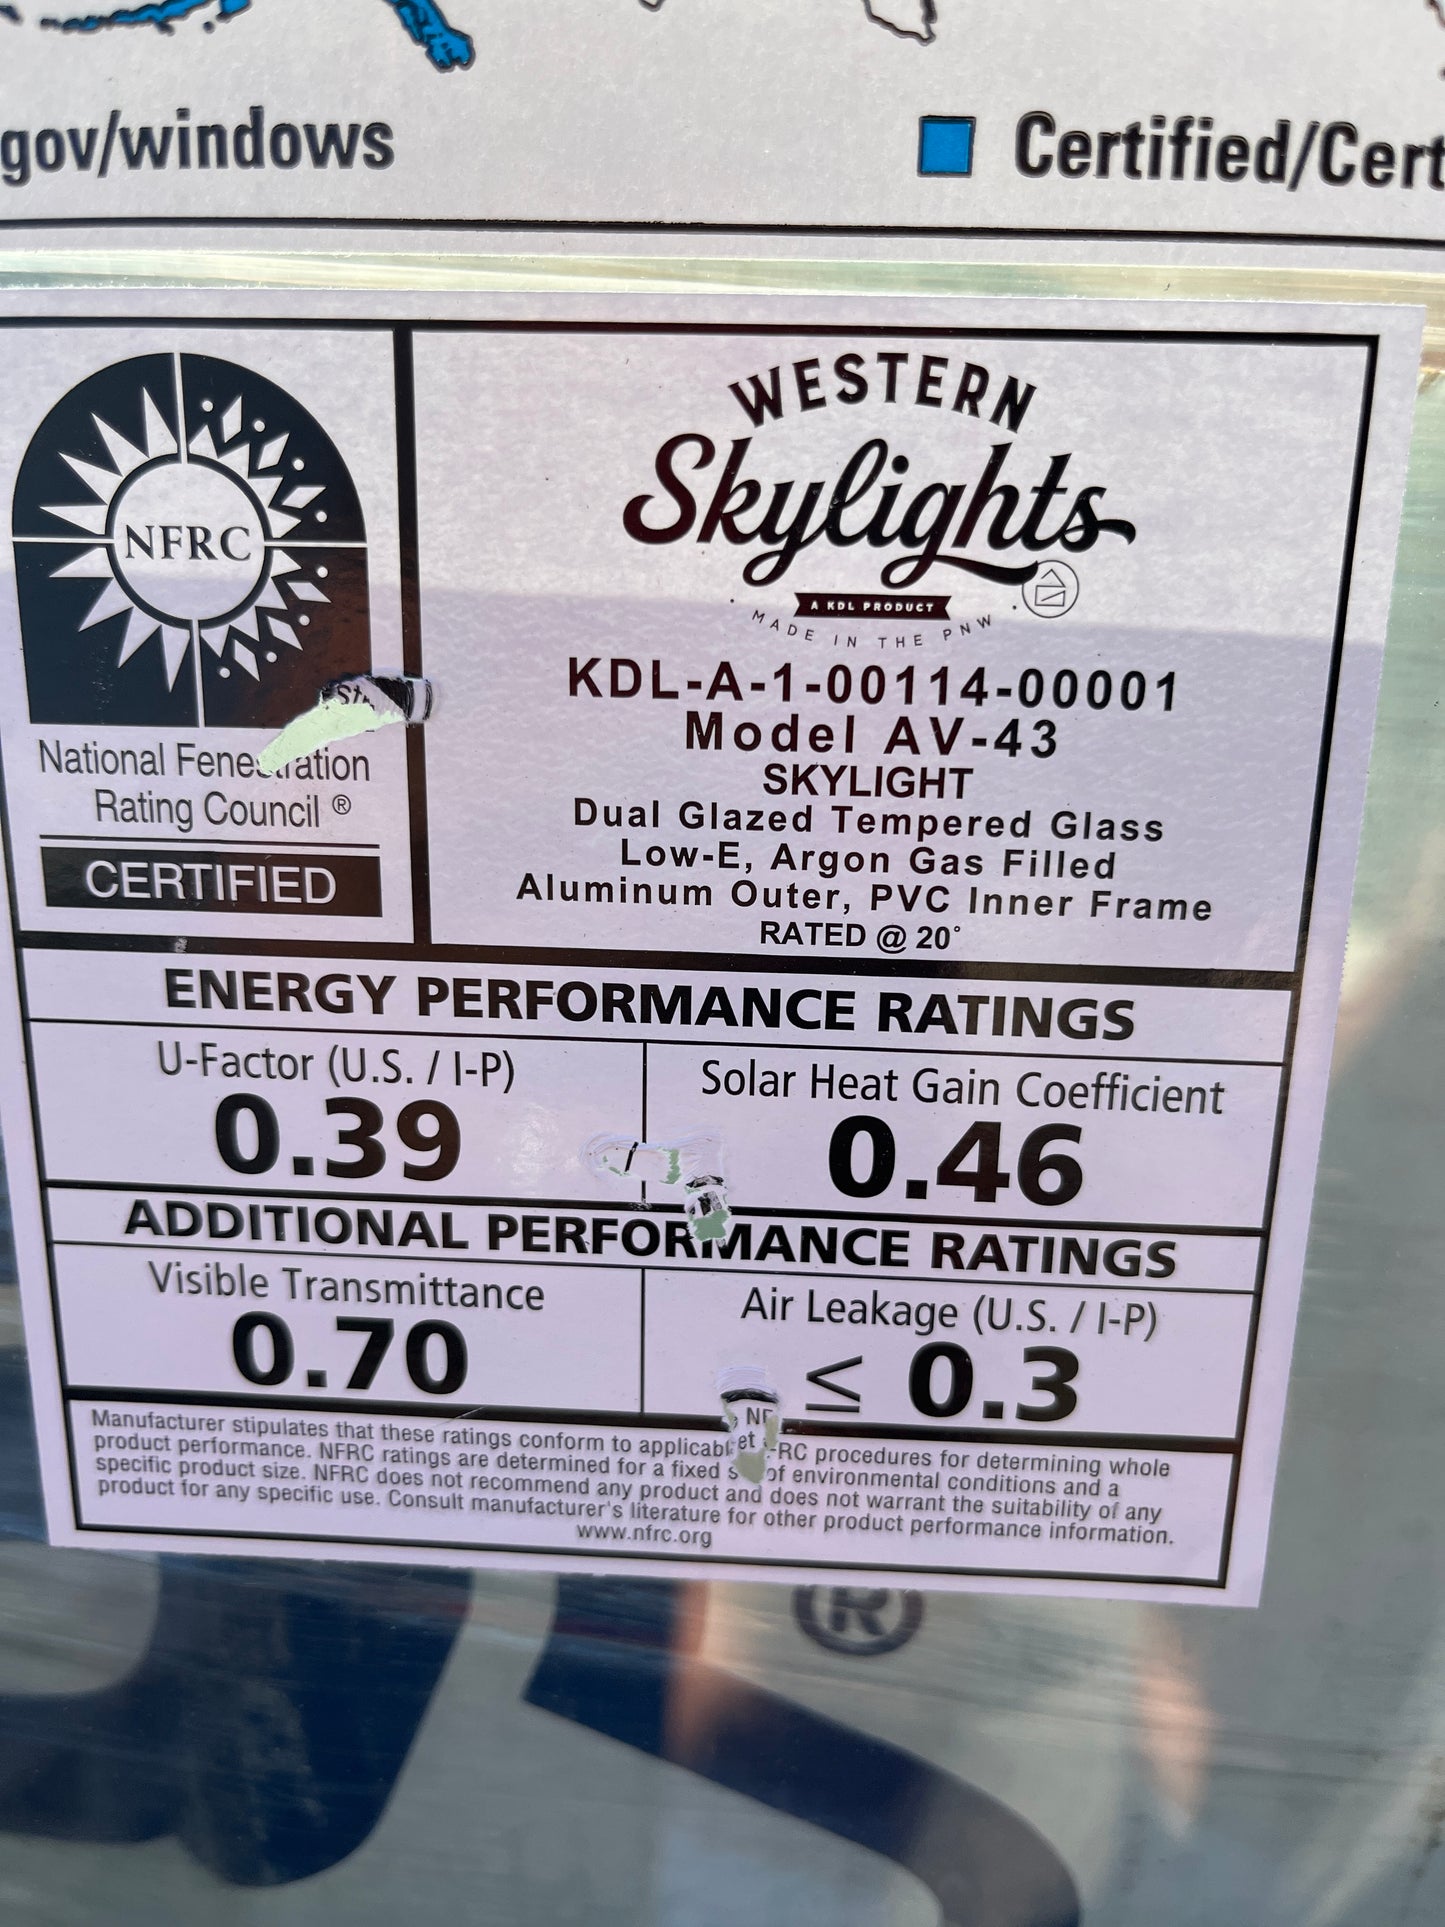 gov/windows
Certified/Cert
NFRC
National Fenestration
Rating Council ®
CERTIFIED
WESTERN
Skylights
A KDL PRODUCT
MADE IN THE PNW
KDL-A-1-00114-00001
Model AV-43
SKYLIGHT
Dual Glazed Tempered Glass
Low-E, Argon Gas Filled
Aluminum Outer, PVC Inner Frame
RATED @ 20°
ENERGY PERFORMANCE RATINGS
U-Factor (U.S. / I-P)
0.39
Solar Heat Gain Coefficient
0.46
ADDITIONAL PERFORMANCE RATINGS
Visible Transmittance
0.70
Air Leakage (U.S. / I-P)
≤ 0.3
Manufacturer stipulates that these ratings conform to applicable NFRC procedures for determining whole
product performance. NFRC ratings are determined for a fixed set of environmental conditions and a
specific product size. NFRC does not recommend any product and does not warrant the suitability of any
product for any specific use. Consult manufacturer's literature for other product performance information.
www.nfrc.org
®